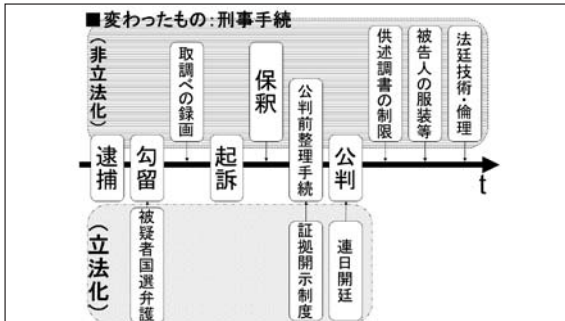 ■変わったもの:刑事手続
(非立法化)
取調べの録画
保釈
公判前整理手続
供述調書の制限
被告人の服装等
法廷技術・倫理
逮捕
勾留
起訴
公判
t
(立法化)
被疑者国選弁護
証拠開示制度
連日開廷